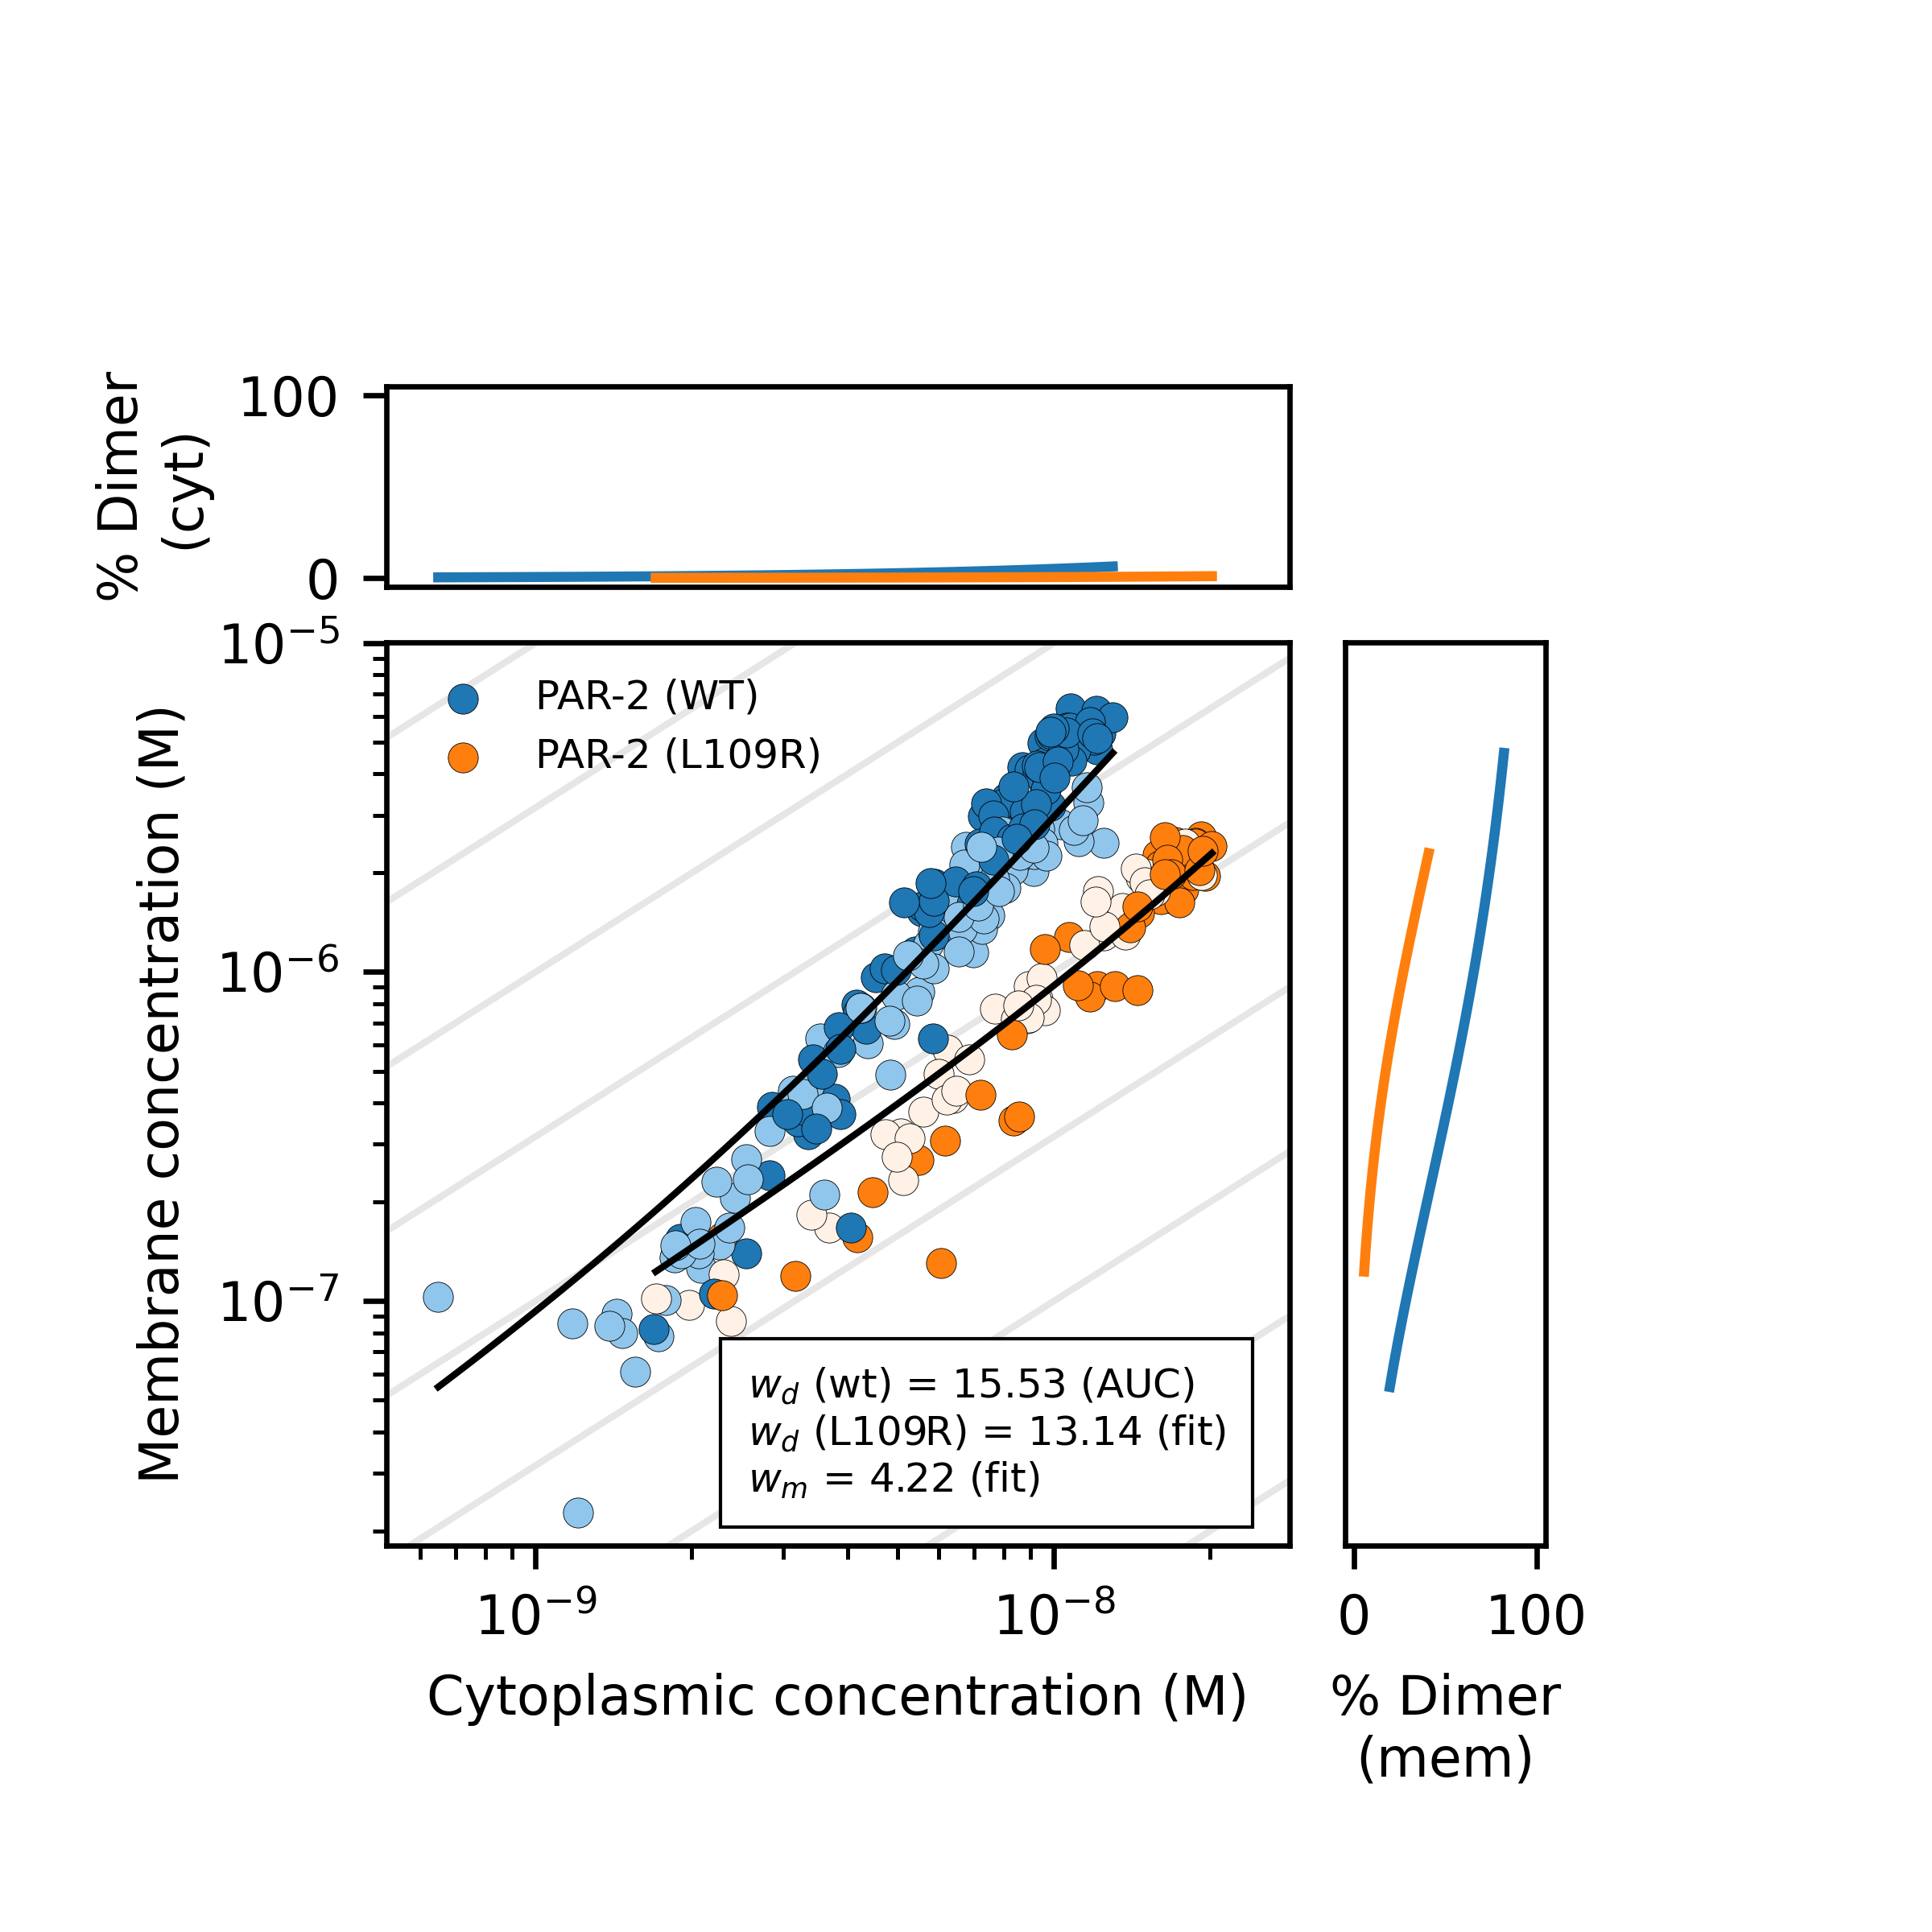 % Dimer
(cyt)
100
0
10⁻⁵
10⁻⁶
10⁻⁷
Membrane concentration (M)
PAR-2 (WT)
PAR-2 (L109R)
w_d (wt) = 15.53 (AUC)
w_d (L109R) = 13.14 (fit)
w_m = 4.22 (fit)
10⁻⁹
10⁻⁸
Cytoplasmic concentration (M)
0
100
% Dimer
(mem)